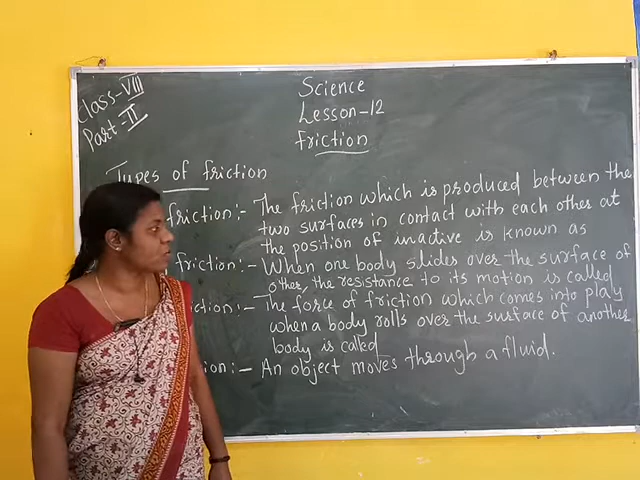 Class-VIII
Part-II
Science
Lesson-12
friction
Types of friction
friction:- The friction which is produced between the
two surfaces in contact with each other at
the position of inactive is known as
friction:- When one body slides over the surface of
other, the resistance to its motion is called
iction:- The force of friction which comes into play
when a body rolls over the surface of another
body is called
ion:- An object moves through a fluid.